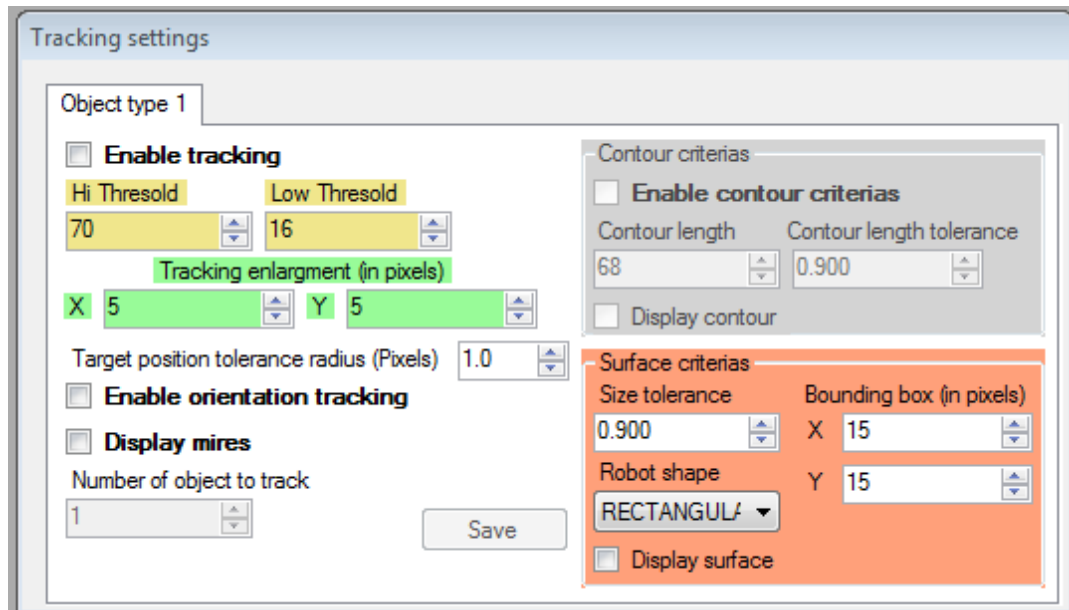 Tracking settings
Object type 1
Enable tracking
Hi Thresold Low Thresold
70 16
Tracking enlargment (in pixels)
X 5 Y 5
Target position tolerance radius (Pixels) 1.0
Enable orientation tracking
Display mires
Number of object to track
1
Save
Contour criterias
Enable contour criterias
Contour length Contour length tolerance
68 0.900
Display contour
Surface criterias
Size tolerance Bounding box (in pixels)
0.900 X 15
Robot shape Y 15
RECTANGULA
Display surface